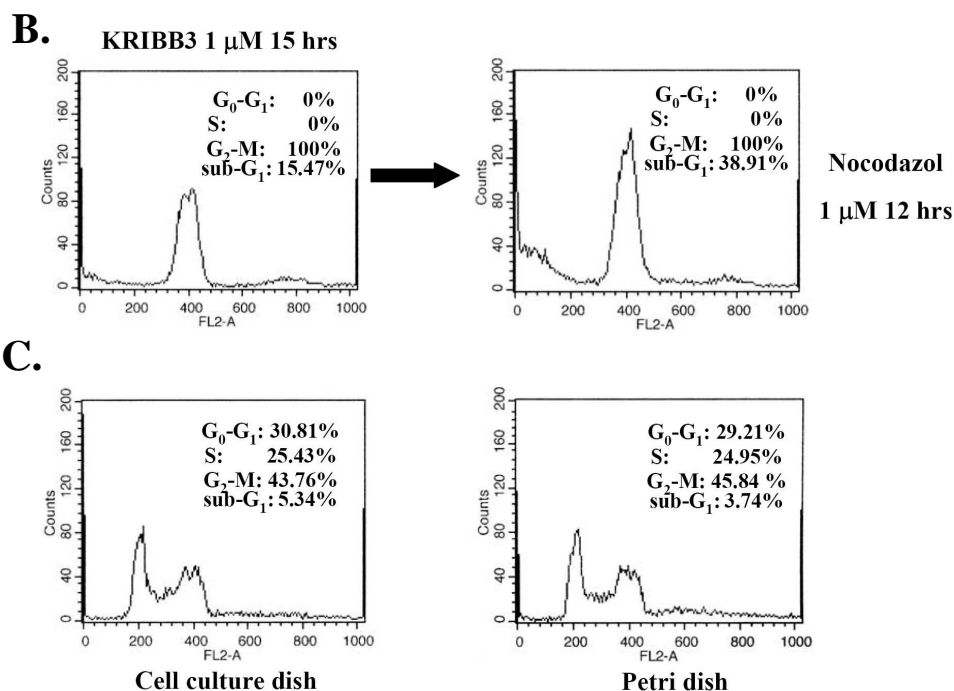 B.
KRIBB3 1 μM 15 hrs
200
160
120
80
40
0
Counts
G0-G1: 0%
S: 0%
G2-M: 100%
sub-G1: 15.47%
0 200 400 600 800 1000
FL2-A
200
160
120
80
40
0
Counts
G0-G1: 0%
S: 0%
G2-M: 100%
sub-G1: 38.91%
0 200 400 600 800 1000
FL2-A
Nocodazol
1 μM 12 hrs
C.
200
160
120
80
40
0
Counts
G0-G1: 30.81%
S: 25.43%
G2-M: 43.76%
sub-G1: 5.34%
0 200 400 600 800 1000
FL2-A
Cell culture dish
200
160
120
80
40
0
Counts
G0-G1: 29.21%
S: 24.95%
G2-M: 45.84 %
sub-G1: 3.74%
0 200 400 600 800 1000
FL2-A
Petri dish